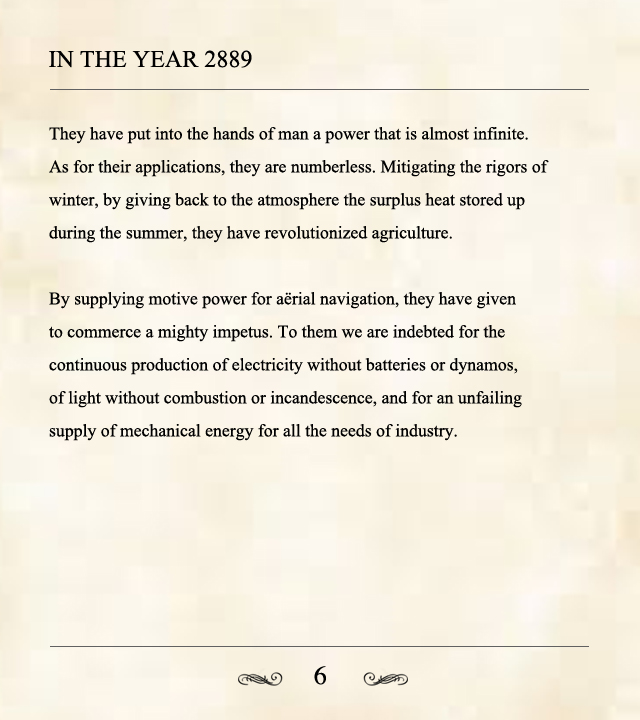 IN THE YEAR 2889
They have put into the hands of man a power that is almost infinite.
As for their applications, they are numberless. Mitigating the rigors of
winter, by giving back to the atmosphere the surplus heat stored up
during the summer, they have revolutionized agriculture.
By supplying motive power for aërial navigation, they have given
to commerce a mighty impetus. To them we are indebted for the
continuous production of electricity without batteries or dynamos,
of light without combustion or incandescence, and for an unfailing
supply of mechanical energy for all the needs of industry.
6